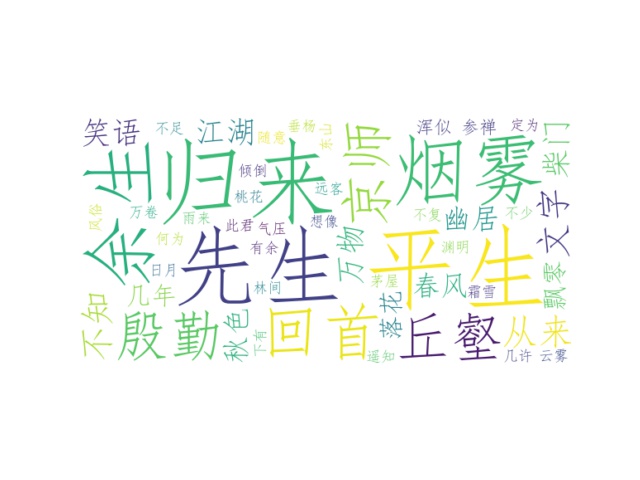 笑语
不足
江湖
随意
垂杨
东山
京师
浑似
参禅
定为
柴门
余生
归来
烟雾
倾倒
桃花
远客
风俗
万卷
雨来
此君
气压
想像
不复
幽居
不少
文字
何为
有余
万物
渊明
先生
平生
日月
林间
茅屋
春风
霜雪
飘零
几年
不知
殷勤
秋色
下有
回首
落花
丘壑
从来
遥知
几许
云雾